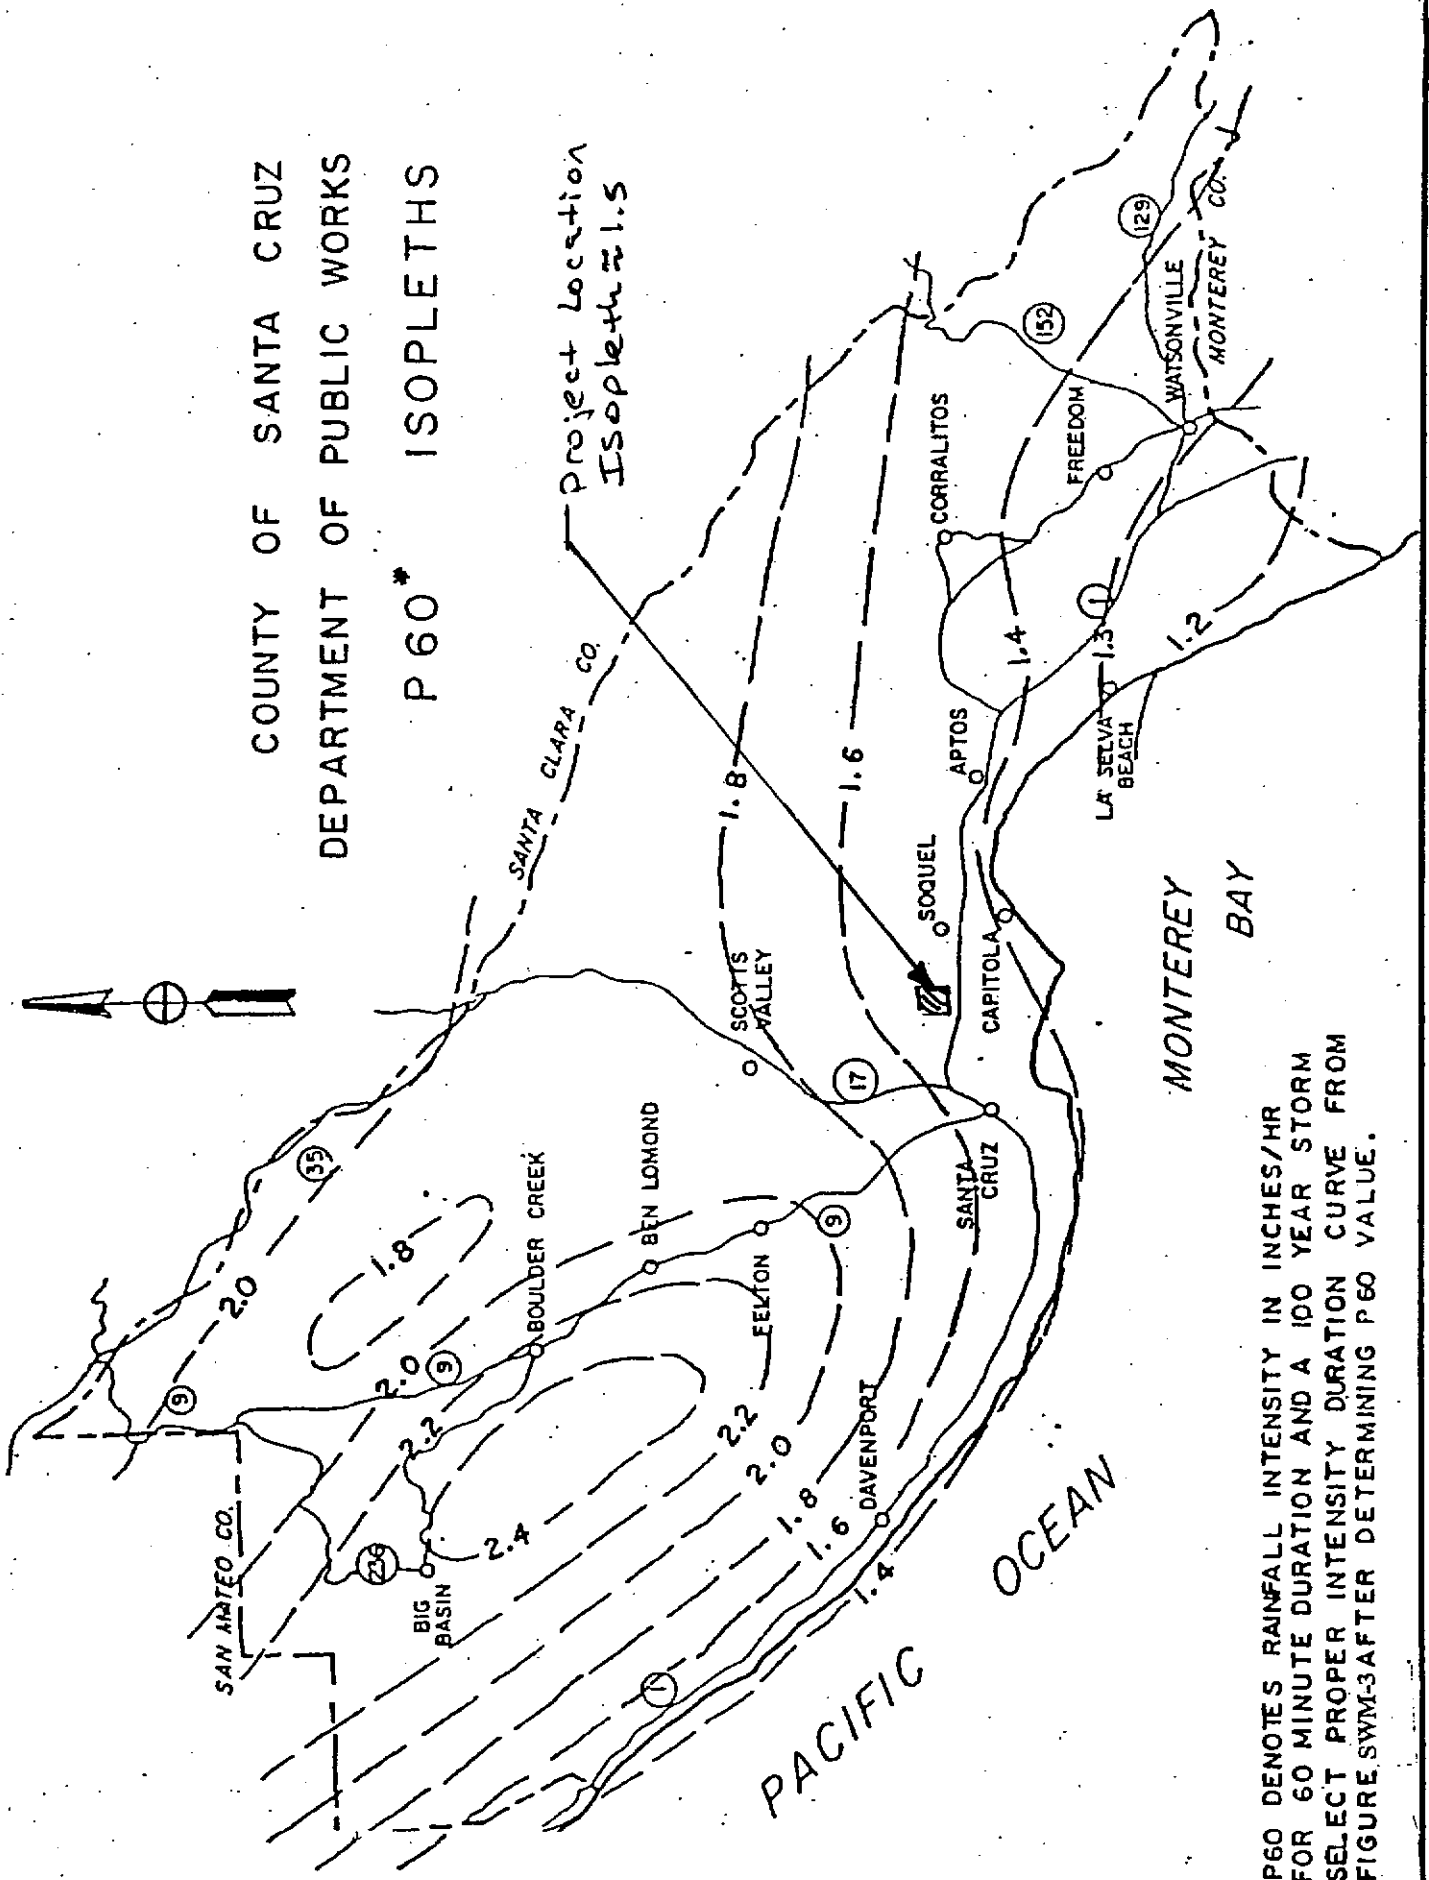 COUNTY OF SANTA CRUZ
DEPARTMENT OF PUBLIC WORKS
P60* ISOPLETHS
Project Location
Isopleth ≈ 1.5
SANTA CLARA CO.
SAN MATEO CO.
MONTEREY CO.
35
9
2.0
1.8
2.0
9
2.2
236
BIG
BASIN
2.4
BOULDER CREEK
BEN LOMOND
FELTON
9
SCOTTS
VALLEY
17
1.8
1.6
2.2
2.0
1.8
1.6
1.4
DAVENPORT
1
SANTA
CRUZ
SOQUEL
CAPITOLA
APTOS
CORRALITOS
FREEDOM
152
129
WATSONVILLE
1.4
1
1.3
1.2
LA SELVA
BEACH
MONTEREY
BAY
PACIFIC OCEAN
P60 DENOTES RAINFALL INTENSITY IN INCHES/HR
FOR 60 MINUTE DURATION AND A 100 YEAR STORM
SELECT PROPER INTENSITY DURATION CURVE FROM
FIGURE SWM-3 AFTER DETERMINING P60 VALUE.